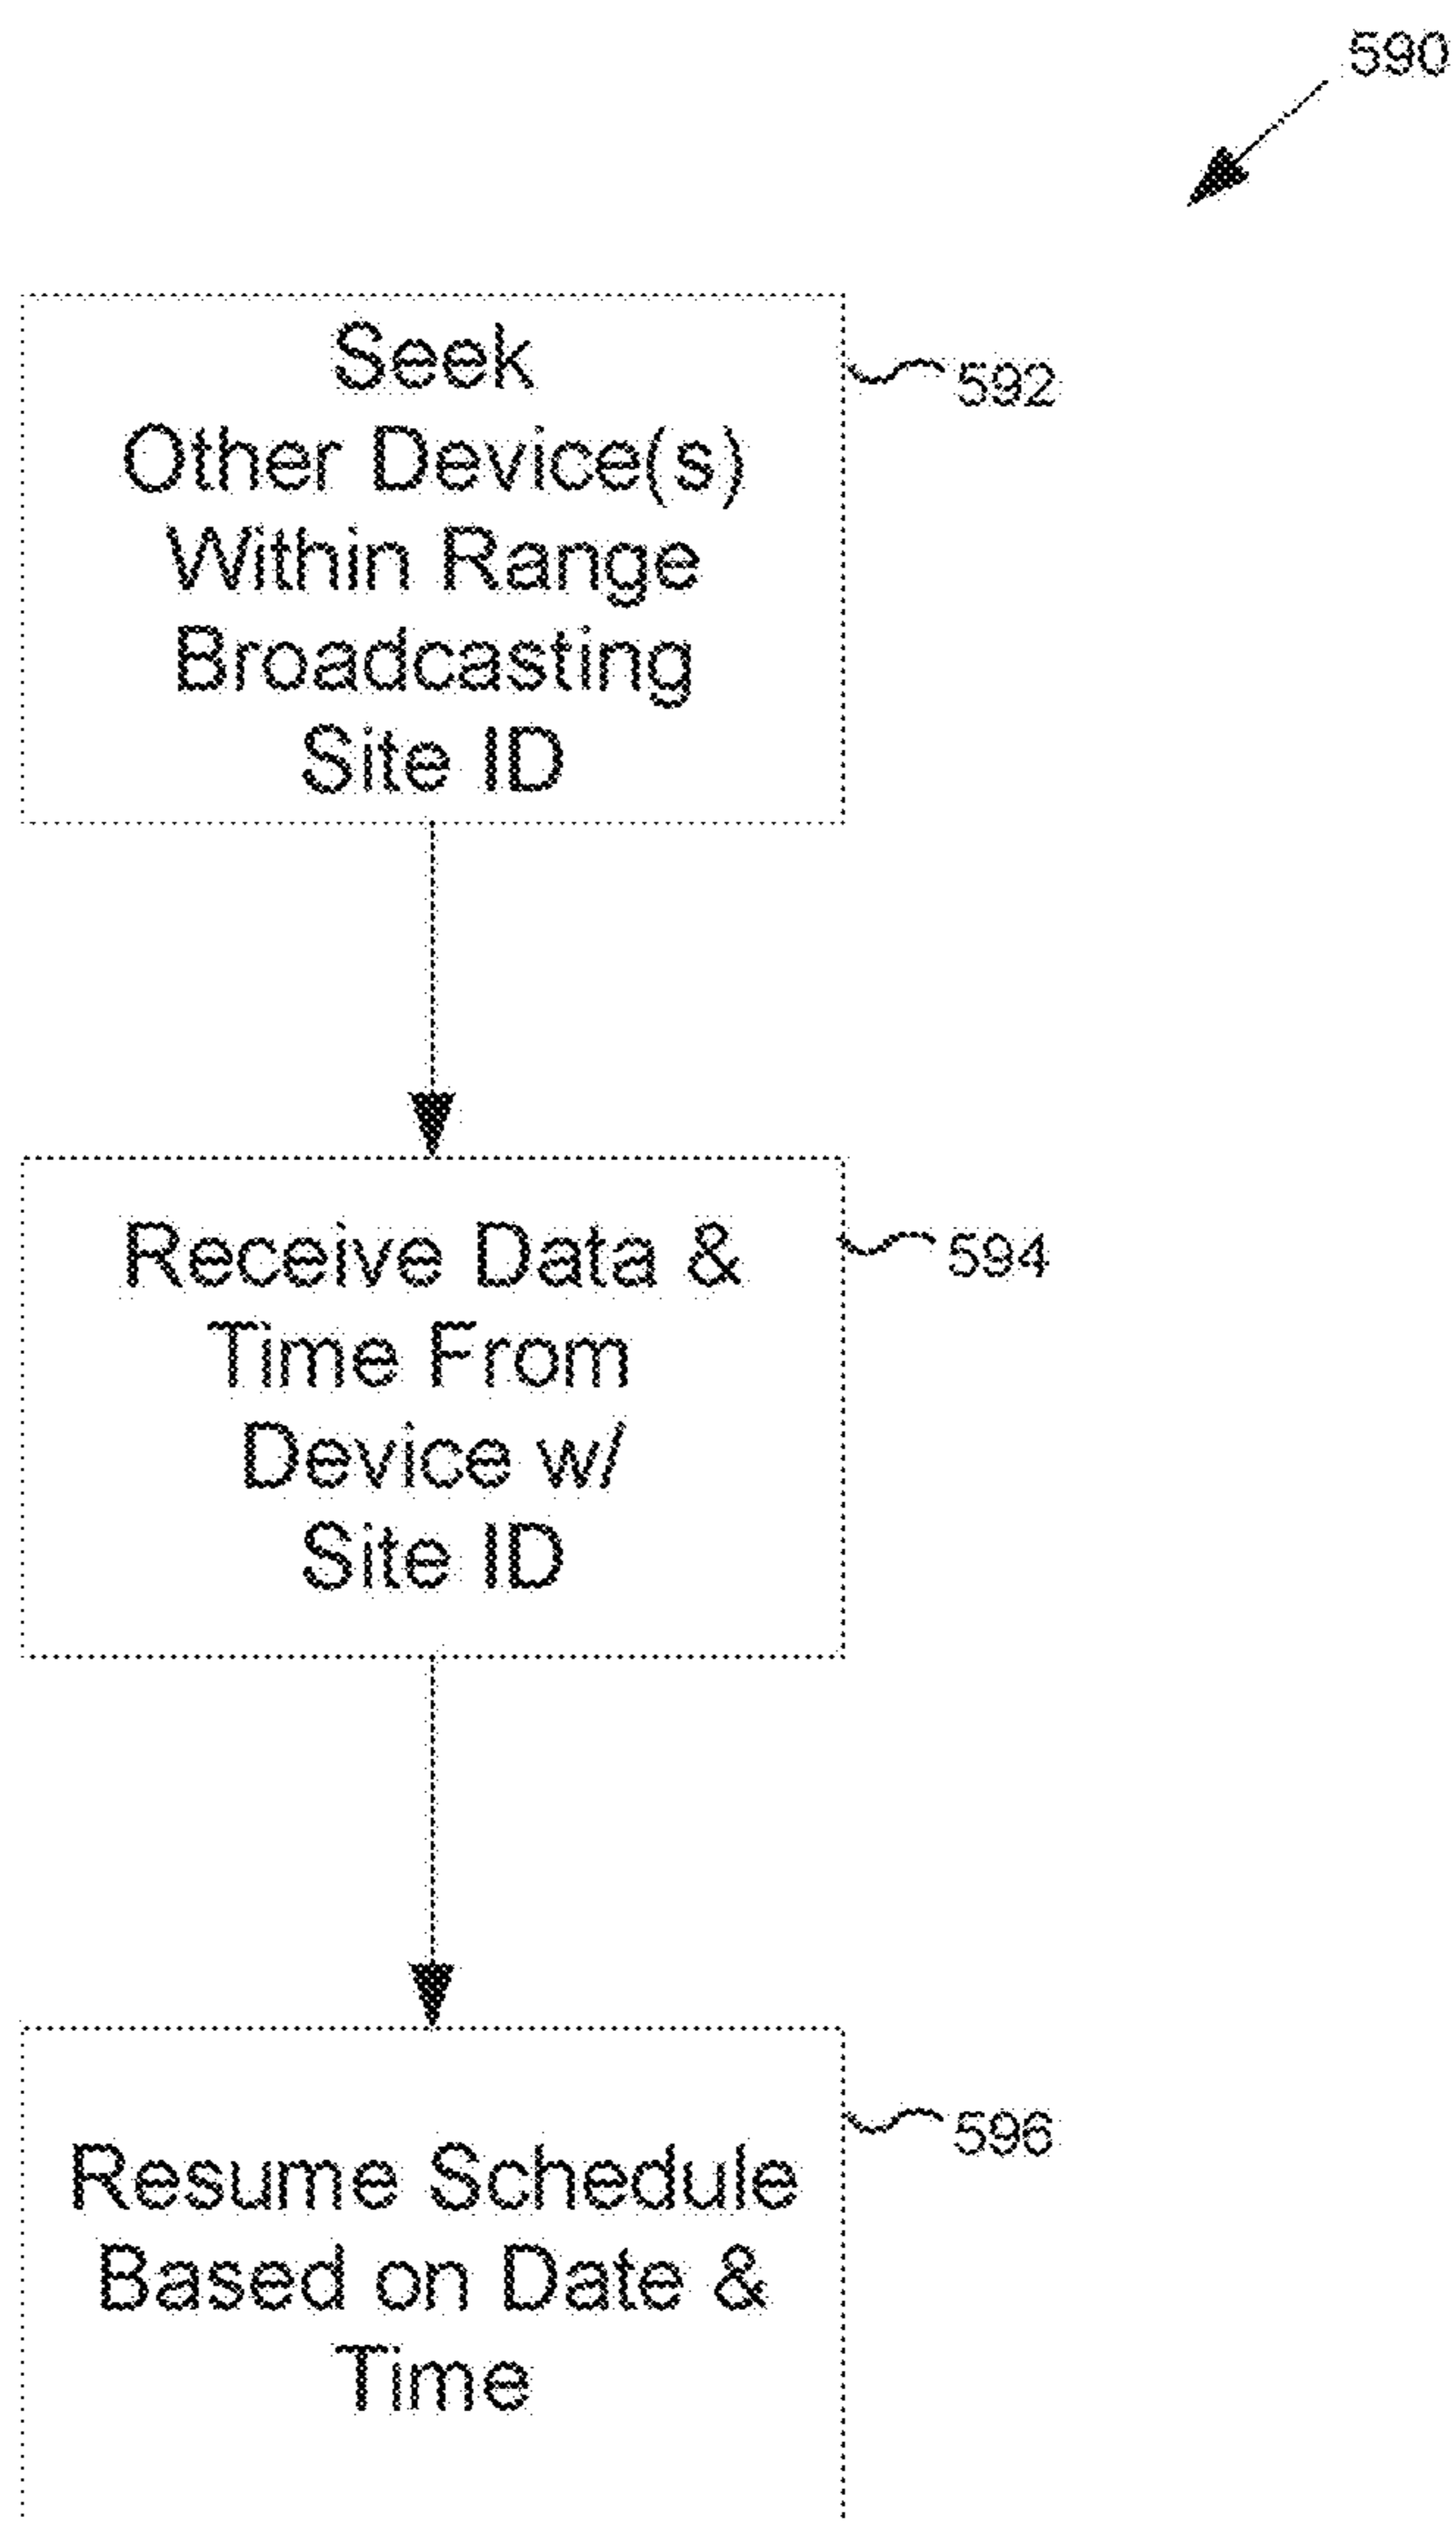 590
Seek
Other Device(s)
Within Range
Broadcasting
Site ID
592
Receive Data &
Time From
Device w/
Site ID
594
Resume Schedule
Based on Date &
Time
596